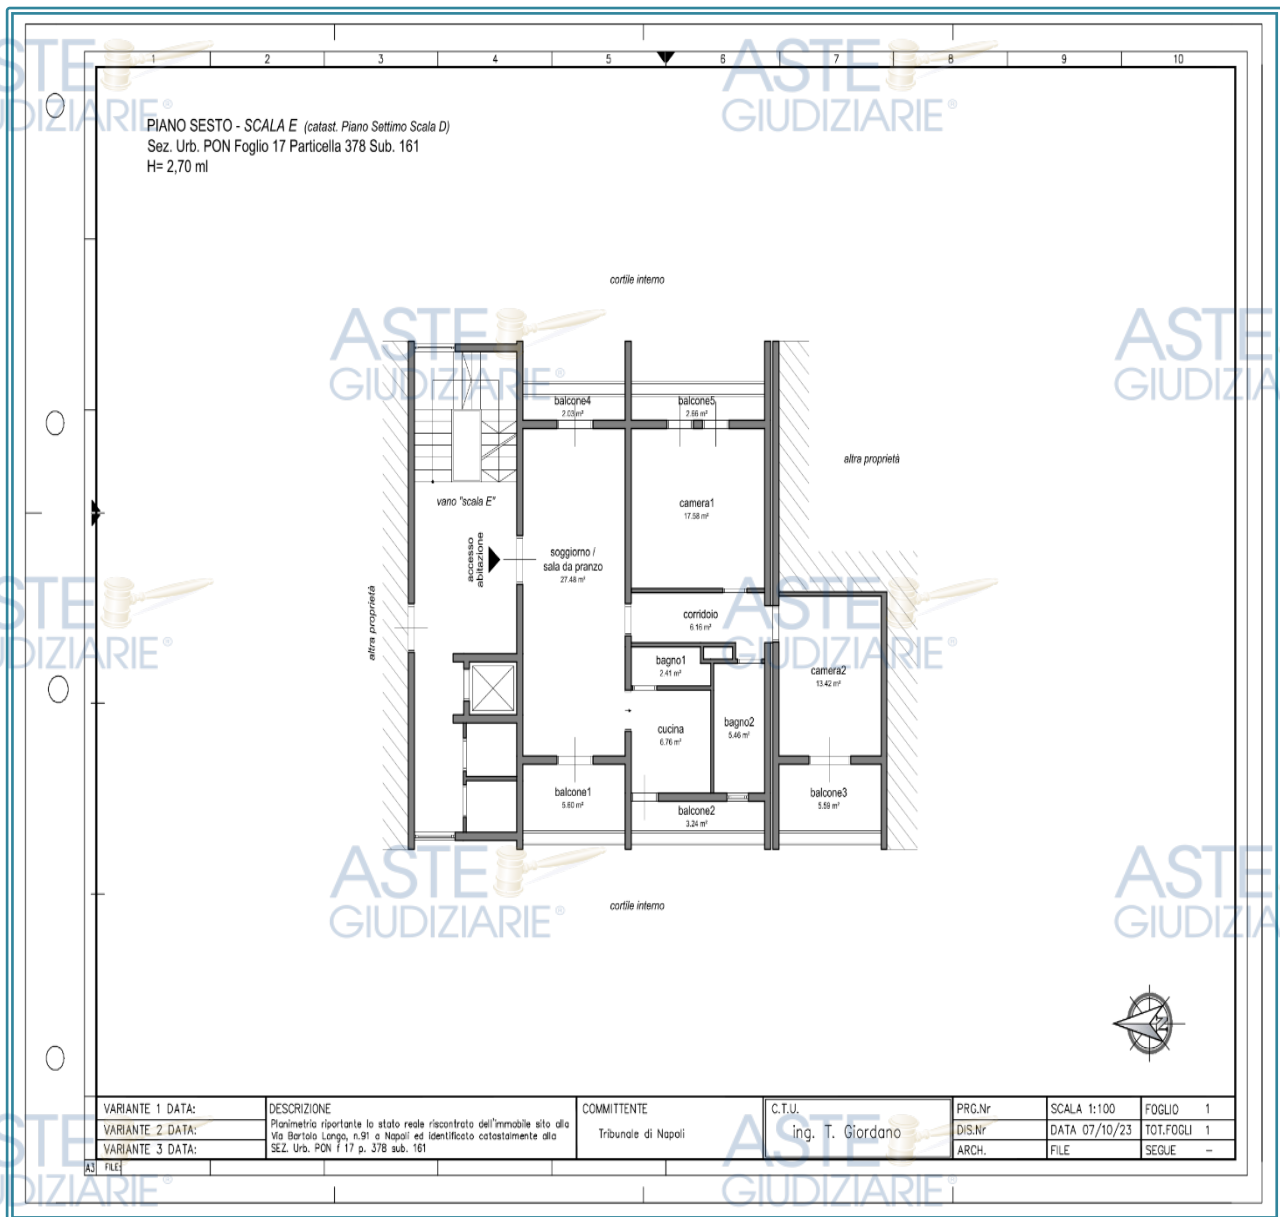 ASTE GIUDIZIARIE®
1 2 3 4 5 6 7 8 9 10
PIANO SESTO - SCALA E (catast. Piano Settimo Scala D)
Sez. Urb. PON Foglio 17 Particella 378 Sub. 161
H= 2,70 ml
cortile interno
balcone4
2.03 m²
balcone5
2.66 m²
altra proprietà
vano "scala E"
camera1
17.58 m²
accesso
abitazione
soggiorno /
sala da pranzo
27.48 m²
altra proprietà
corridoio
6.16 m²
bagno1
2.41 m²
camera2
13.42 m²
cucina
6.76 m²
bagno2
5.46 m²
balcone1
5.60 m²
balcone2
3.24 m²
balcone3
5.59 m²
cortile interno
N
VARIANTE 1 DATA:
VARIANTE 2 DATA:
VARIANTE 3 DATA:
DESCRIZIONE
Planimetria riportante lo stato reale riscontrato dell'immobile sito alla
Via Bartolo Longo, n.91 a Napoli ed identificato catastalmente alla
SEZ. Urb. PON f 17 p. 378 sub. 161
COMMITTENTE
Tribunale di Napoli
C.T.U.
ing. T. Giordano
PRG.Nr
DIS.Nr
ARCH.
SCALA 1:100
DATA 07/10/23
FILE
FOGLIO 1
TOT.FOGLI 1
SEGUE -
A3 FILE: